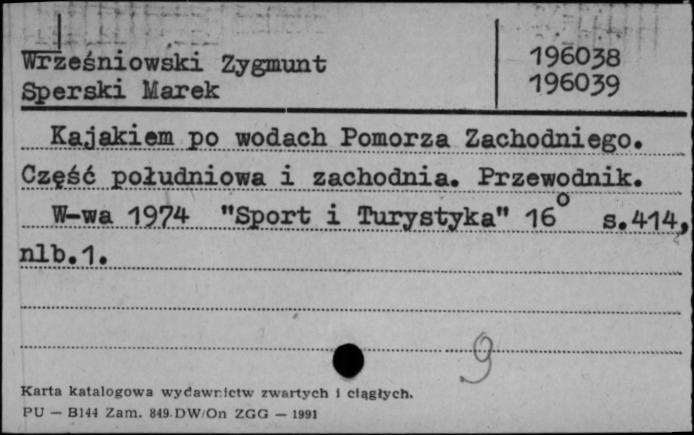 Wrześniowski Zygmunt 196038
Sperski Marek 196039
Kajakiem po wodach Pomorza Zachodniego.
Część południowa i zachodnia. Przewodnik.
W-wa 1974 "Sport i Turystyka" 16° s.414,
nlb.1.
9
Karta katalogowa wydawnictw zwartych i ciągłych.
PU — B144 Zam. 849.DW/On ZGG — 1991